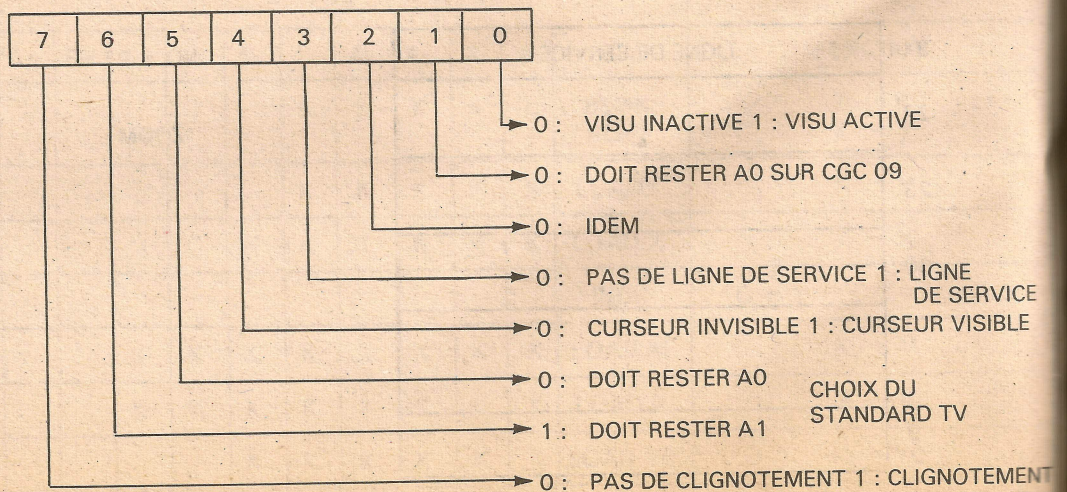 7 6 5 4 3 2 1 0
0 : VISU INACTIVE 1 : VISU ACTIVE
0 : DOIT RESTER A0 SUR CGC 09
0 : IDEM
0 : PAS DE LIGNE DE SERVICE 1 : LIGNE
DE SERVICE
0 : CURSEUR INVISIBLE 1 : CURSEUR VISIBLE
0 : DOIT RESTER A0
CHOIX DU
STANDARD TV
1 : DOIT RESTER A1
0 : PAS DE CLIGNOTEMENT 1 : CLIGNOTEMENT